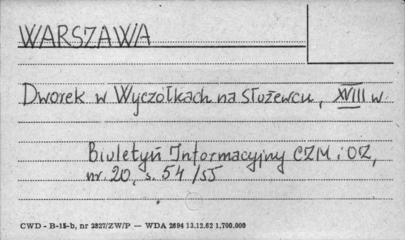 WARSZAWA
Dworek w Wyczółkach na Służewcu, XVIII w.
Biuletyn Informacyjny CZM i OZ,
nr. 20, s. 54/55
CWD - B-15-b, nr 3827/ZW/P — WDA 2694 13.12.62 1.700.000